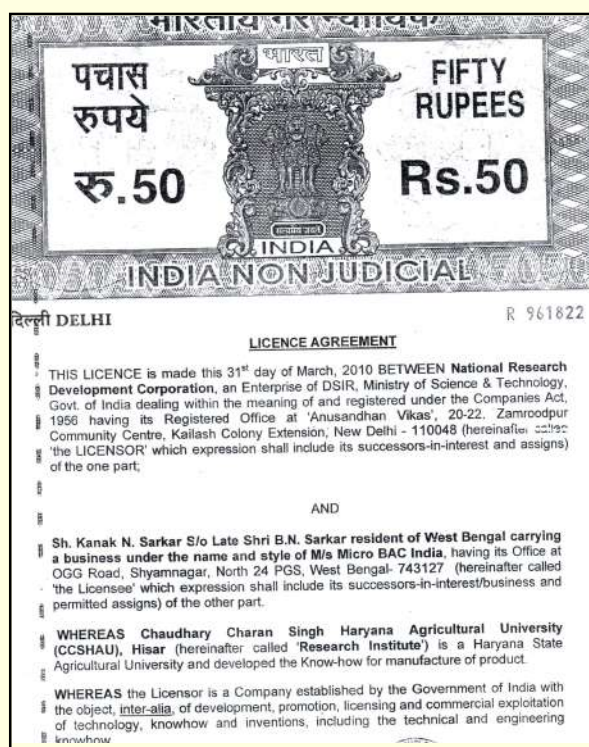 भारतीय गैर न्यायिक
भारत
पचास
रुपये
रु.50
FIFTY
RUPEES
Rs.50
सत्यमेव जयते
INDIA
INDIA NON JUDICIAL
दिल्ली DELHI
R 961822
LICENCE AGREEMENT
THIS LICENCE is made this 31st day of March, 2010 BETWEEN National Research
Development Corporation, an Enterprise of DSIR, Ministry of Science & Technology,
Govt. of India dealing within the meaning of and registered under the Companies Act,
1956 having its Registered Office at 'Anusandhan Vikas', 20-22. Zamroodpur
Community Centre, Kailash Colony Extension, New Delhi - 110048 (hereinafter called
'the LICENSOR' which expression shall include its successors-in-interest and assigns)
of the one part;
AND
Sh. Kanak N. Sarkar S/o Late Shri B.N. Sarkar resident of West Bengal carrying
a business under the name and style of M/s Micro BAC India, having its Office at
OGG Road, Shyamnagar, North 24 PGS, West Bengal- 743127 (hereinafter called
'the Licensee' which expression shall include its successors-in-interest/business and
permitted assigns) of the other part.
WHEREAS Chaudhary Charan Singh Haryana Agricultural University
(CCSHAU), Hisar (hereinafter called 'Research Institute') is a Haryana State
Agricultural University and developed the Know-how for manufacture of product.
WHEREAS the Licensor is a Company established by the Government of India with
the object, inter-alia, of development, promotion, licensing and commercial exploitation
of technology, knowhow and inventions, including the technical and engineering
knowhow